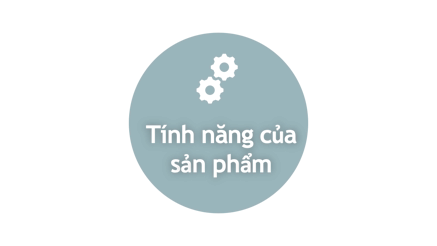 Tính năng của
sản phẩm